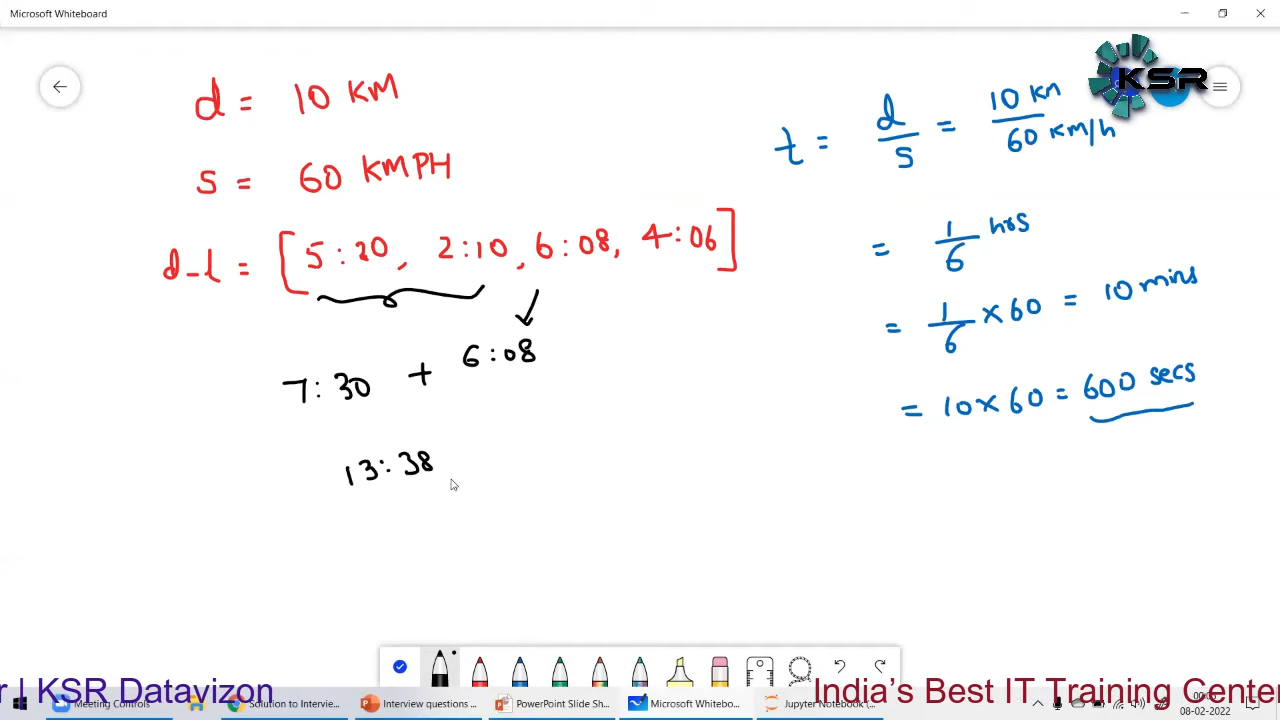 Microsoft Whiteboard
KSR
d = 10 KM
s = 60 KMPH
d_l = [5:20, 2:10, 6:08, 4:06]
7:30 + 6:08
13:38
t = d/s = 10 km / 60 km/h
= 1/6 hrs
= 1/6 × 60 = 10 mins
= 10 × 60 = 600 secs
r | KSR Datavizon
India's Best IT Training Center
Meeting Controls
Solution to Intervie...
Interview questions ...
PowerPoint Slide Sh...
Microsoft Whitebo...
Jupyter Notebook (...
08-02-2022